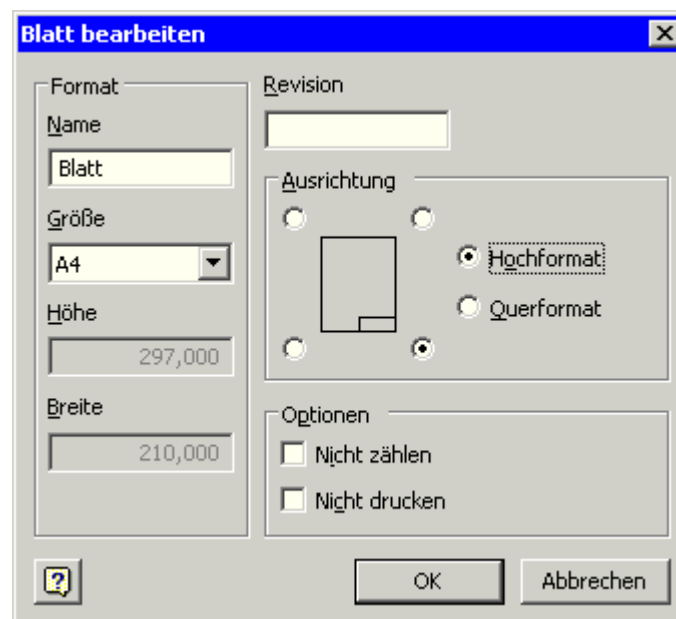 Blatt bearbeiten
Format
Name
Blatt
Größe
A4
Höhe
297,000
Breite
210,000
Revision
Ausrichtung
Hochformat
Querformat
Optionen
Nicht zählen
Nicht drucken
?
OK
Abbrechen